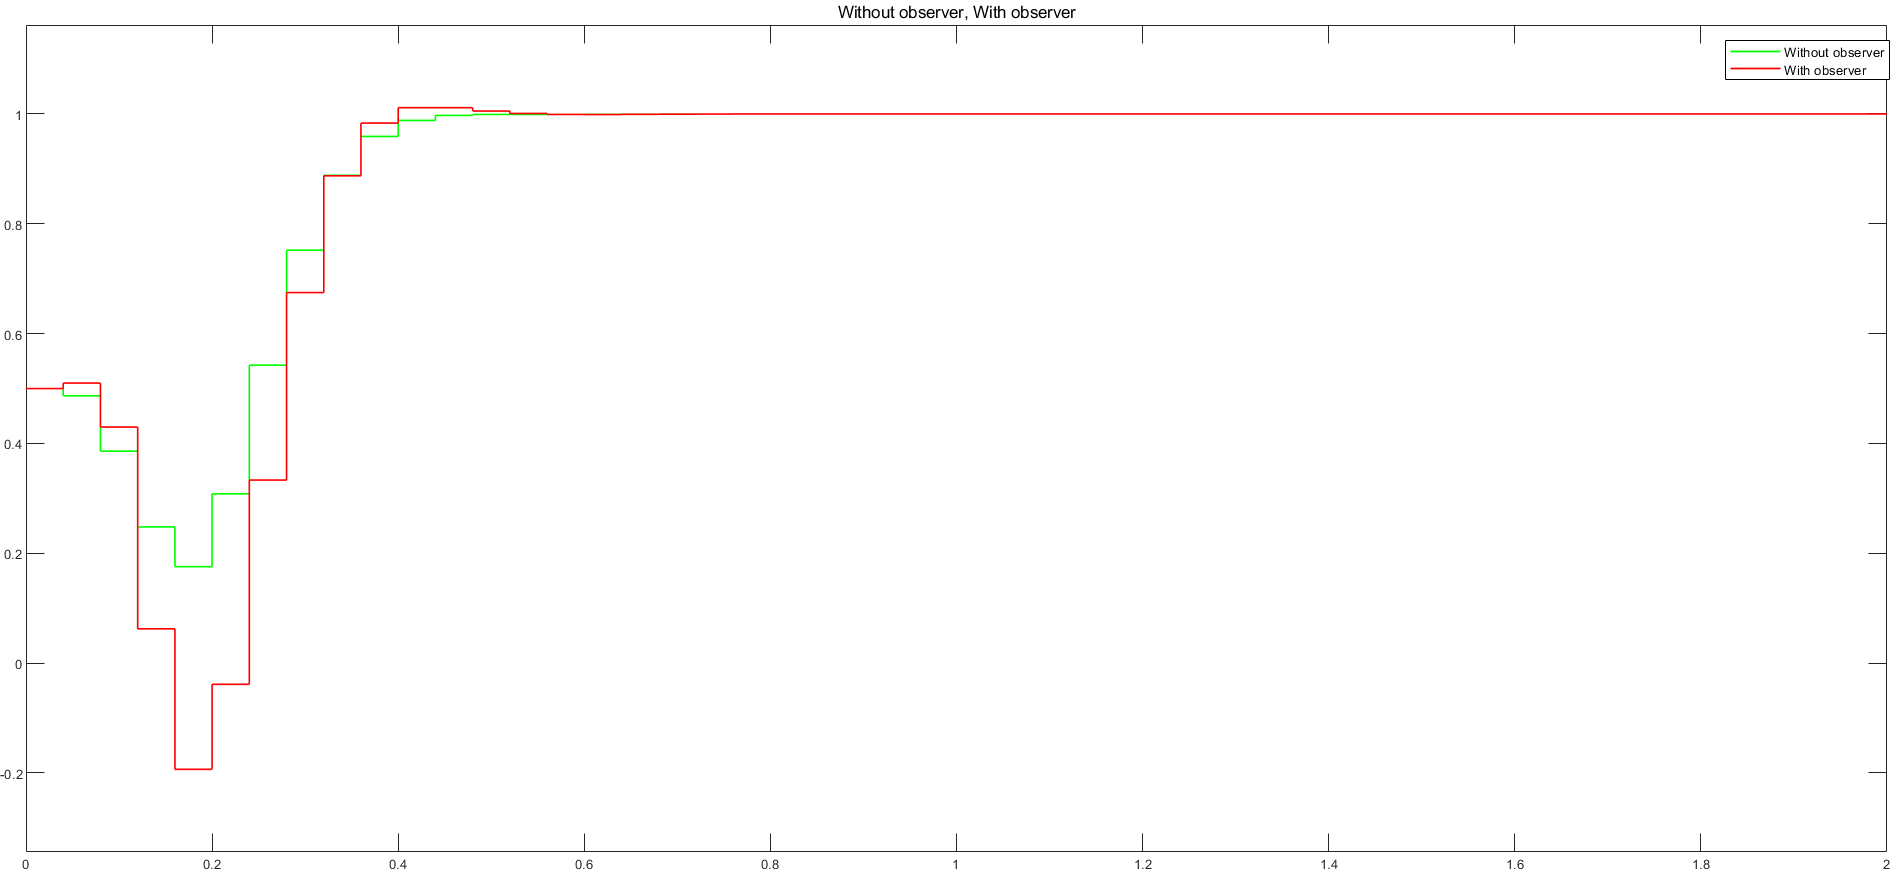 Without observer, With observer
Without observer
With observer
1
0.8
0.6
0.4
0.2
0
-0.2
0 0.2 0.4 0.6 0.8 1 1.2 1.4 1.6 1.8 2